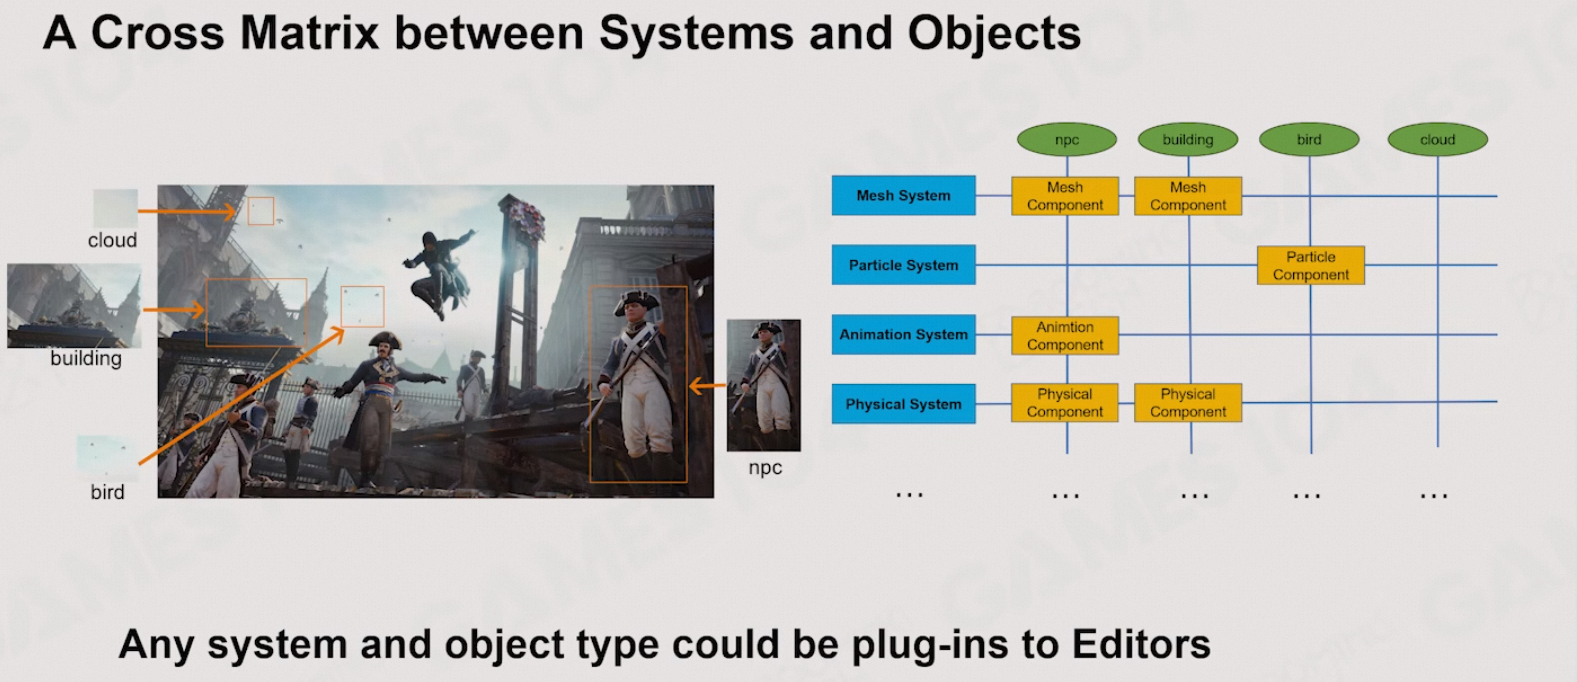 A Cross Matrix between Systems and Objects
cloud
building
bird
npc
npc
building
bird
cloud
Mesh System
Mesh
Component
Mesh
Component
Particle System
Particle
Component
Animation System
Animtion
Component
Physical System
Physical
Component
Physical
Component
... ... ... ... ...
Any system and object type could be plug-ins to Editors
GAMES104